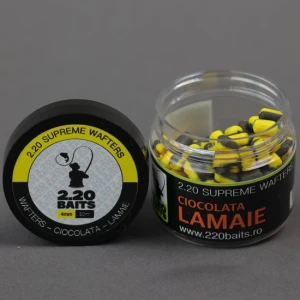 2.20 SUPREME WAFTERS
2.20
BAITS
WAFTERS - CIOCOLATA - LAMAIE
2.20 SUPREME WAFTERS
CIOCOLATA
LAMAIE
www.220baits.ro